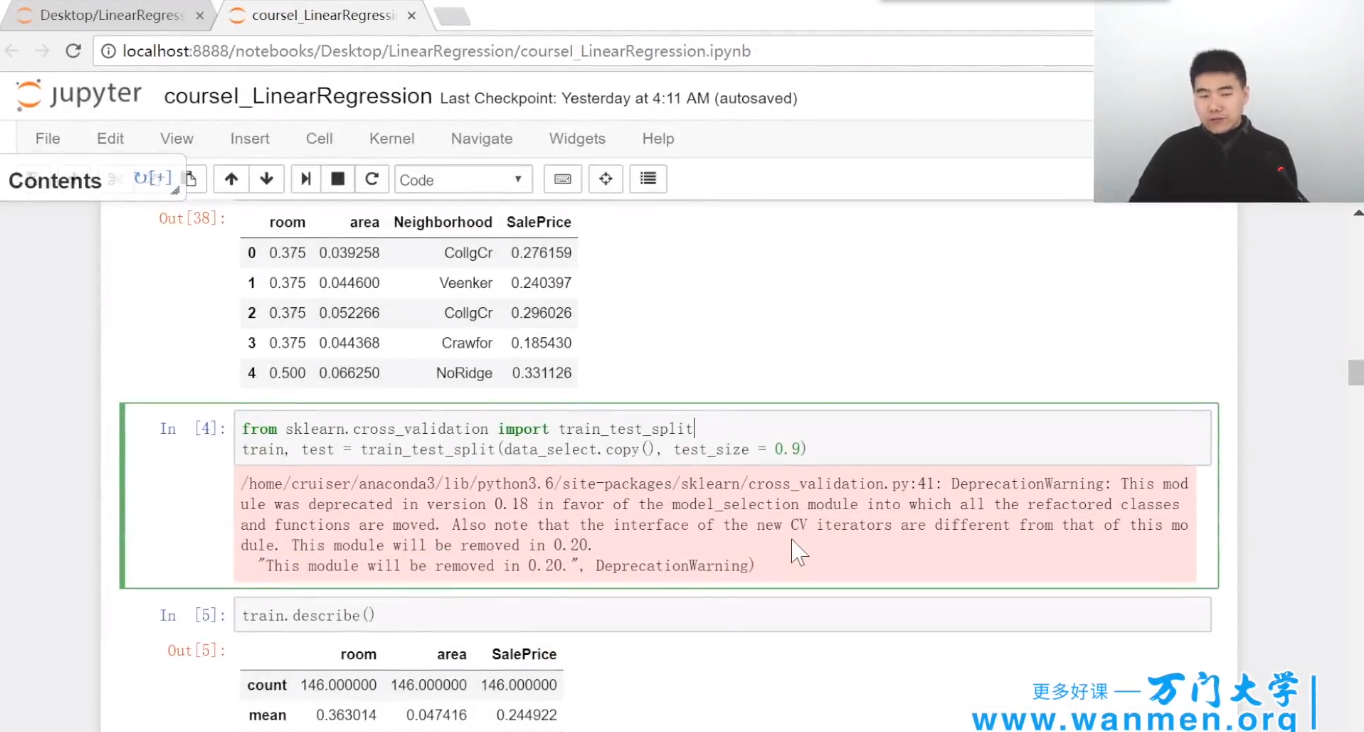 Desktop/LinearRegress
courseI_LinearRegressi
localhost:8888/notebooks/Desktop/LinearRegression/courseI_LinearRegression.ipynb
jupyter courseI_LinearRegression Last Checkpoint: Yesterday at 4:11 AM (autosaved)
File Edit View Insert Cell Kernel Navigate Widgets Help
Contents [+] Code
Out[38]:
room area Neighborhood SalePrice
0 0.375 0.039258 CollgCr 0.276159
1 0.375 0.044600 Veenker 0.240397
2 0.375 0.052266 CollgCr 0.296026
3 0.375 0.044368 Crawfor 0.185430
4 0.500 0.066250 NoRidge 0.331126
In [4]: from sklearn.cross_validation import train_test_split
train, test = train_test_split(data_select.copy(), test_size = 0.9)
/home/cruiser/anaconda3/lib/python3.6/site-packages/sklearn/cross_validation.py:41: DeprecationWarning: This mod
ule was deprecated in version 0.18 in favor of the model_selection module into which all the refactored classes
and functions are moved. Also note that the interface of the new CV iterators are different from that of this mo
dule. This module will be removed in 0.20.
"This module will be removed in 0.20.", DeprecationWarning)
In [5]: train.describe()
Out[5]:
room area SalePrice
count 146.000000 146.000000 146.000000
mean 0.363014 0.047416 0.244922
更多好课 — 万门大学
www.wanmen.org